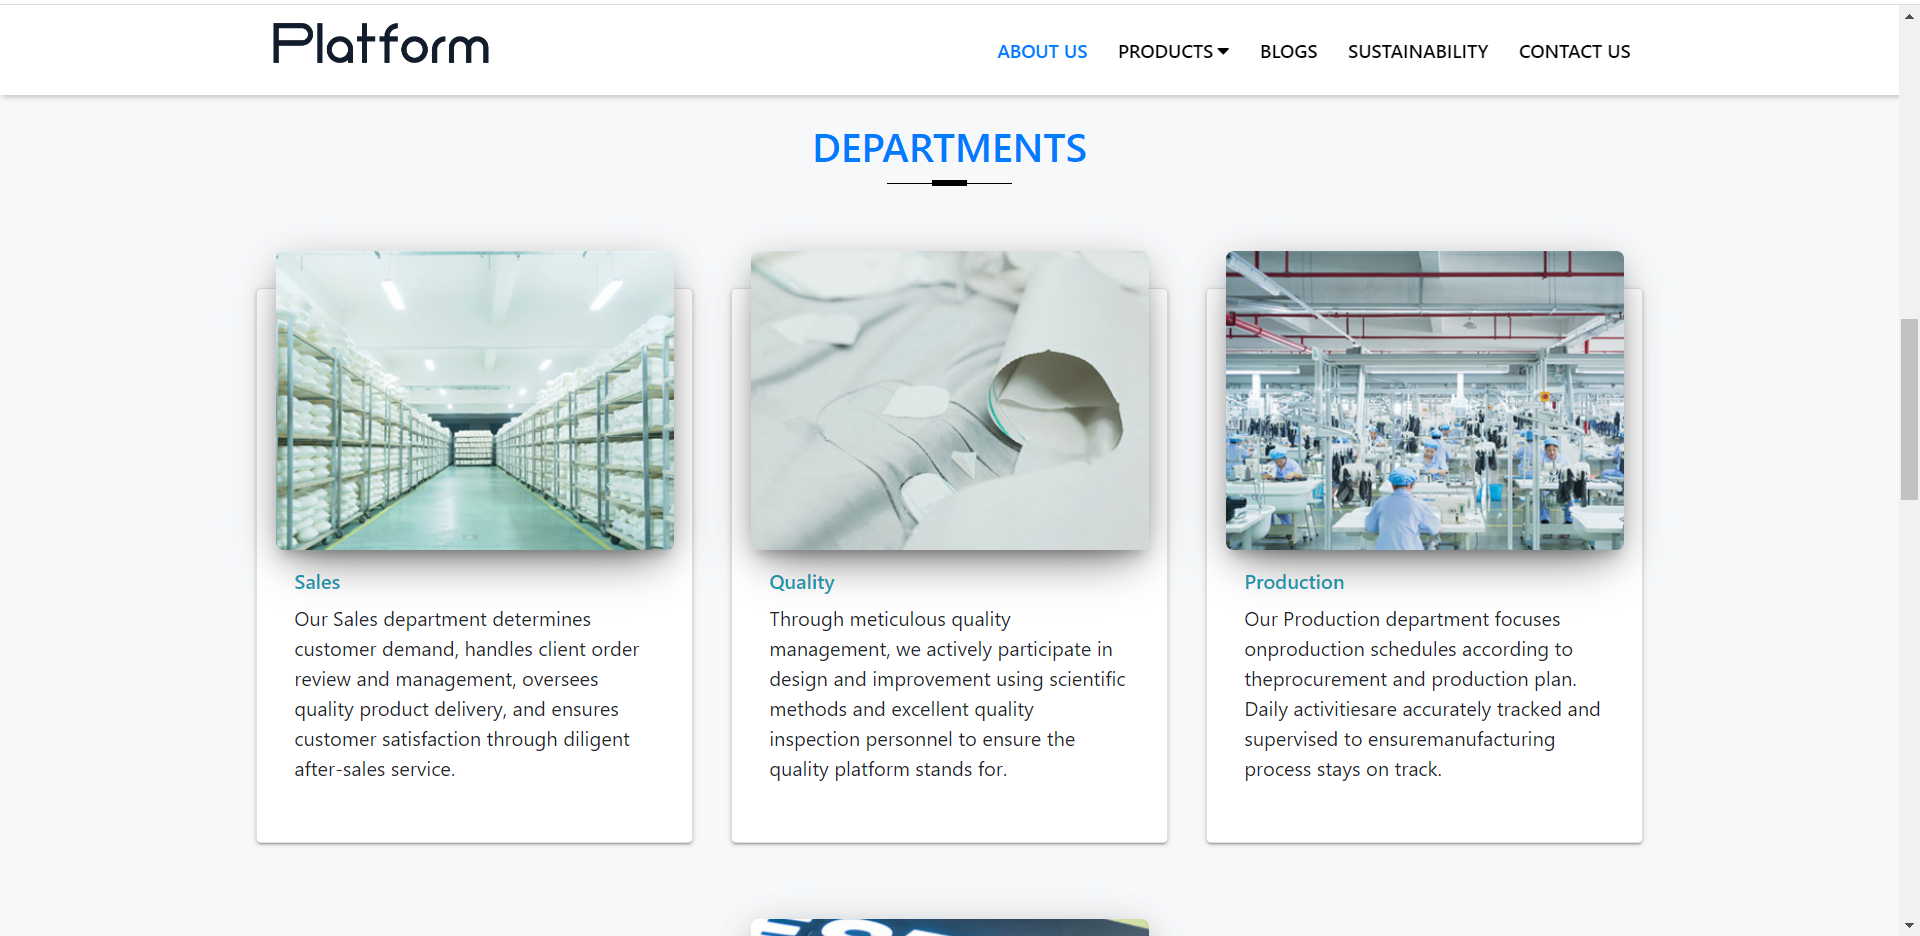 Platform
ABOUT US
PRODUCTS
BLOGS
SUSTAINABILITY
CONTACT US
DEPARTMENTS
Sales
Our Sales department determines
customer demand, handles client order
review and management, oversees
quality product delivery, and ensures
customer satisfaction through diligent
after-sales service.
Quality
Through meticulous quality
management, we actively participate in
design and improvement using scientific
methods and excellent quality
inspection personnel to ensure the
quality platform stands for.
Production
Our Production department focuses
onproduction schedules according to
theprocurement and production plan.
Daily activitiesare accurately tracked and
supervised to ensuremanufacturing
process stays on track.